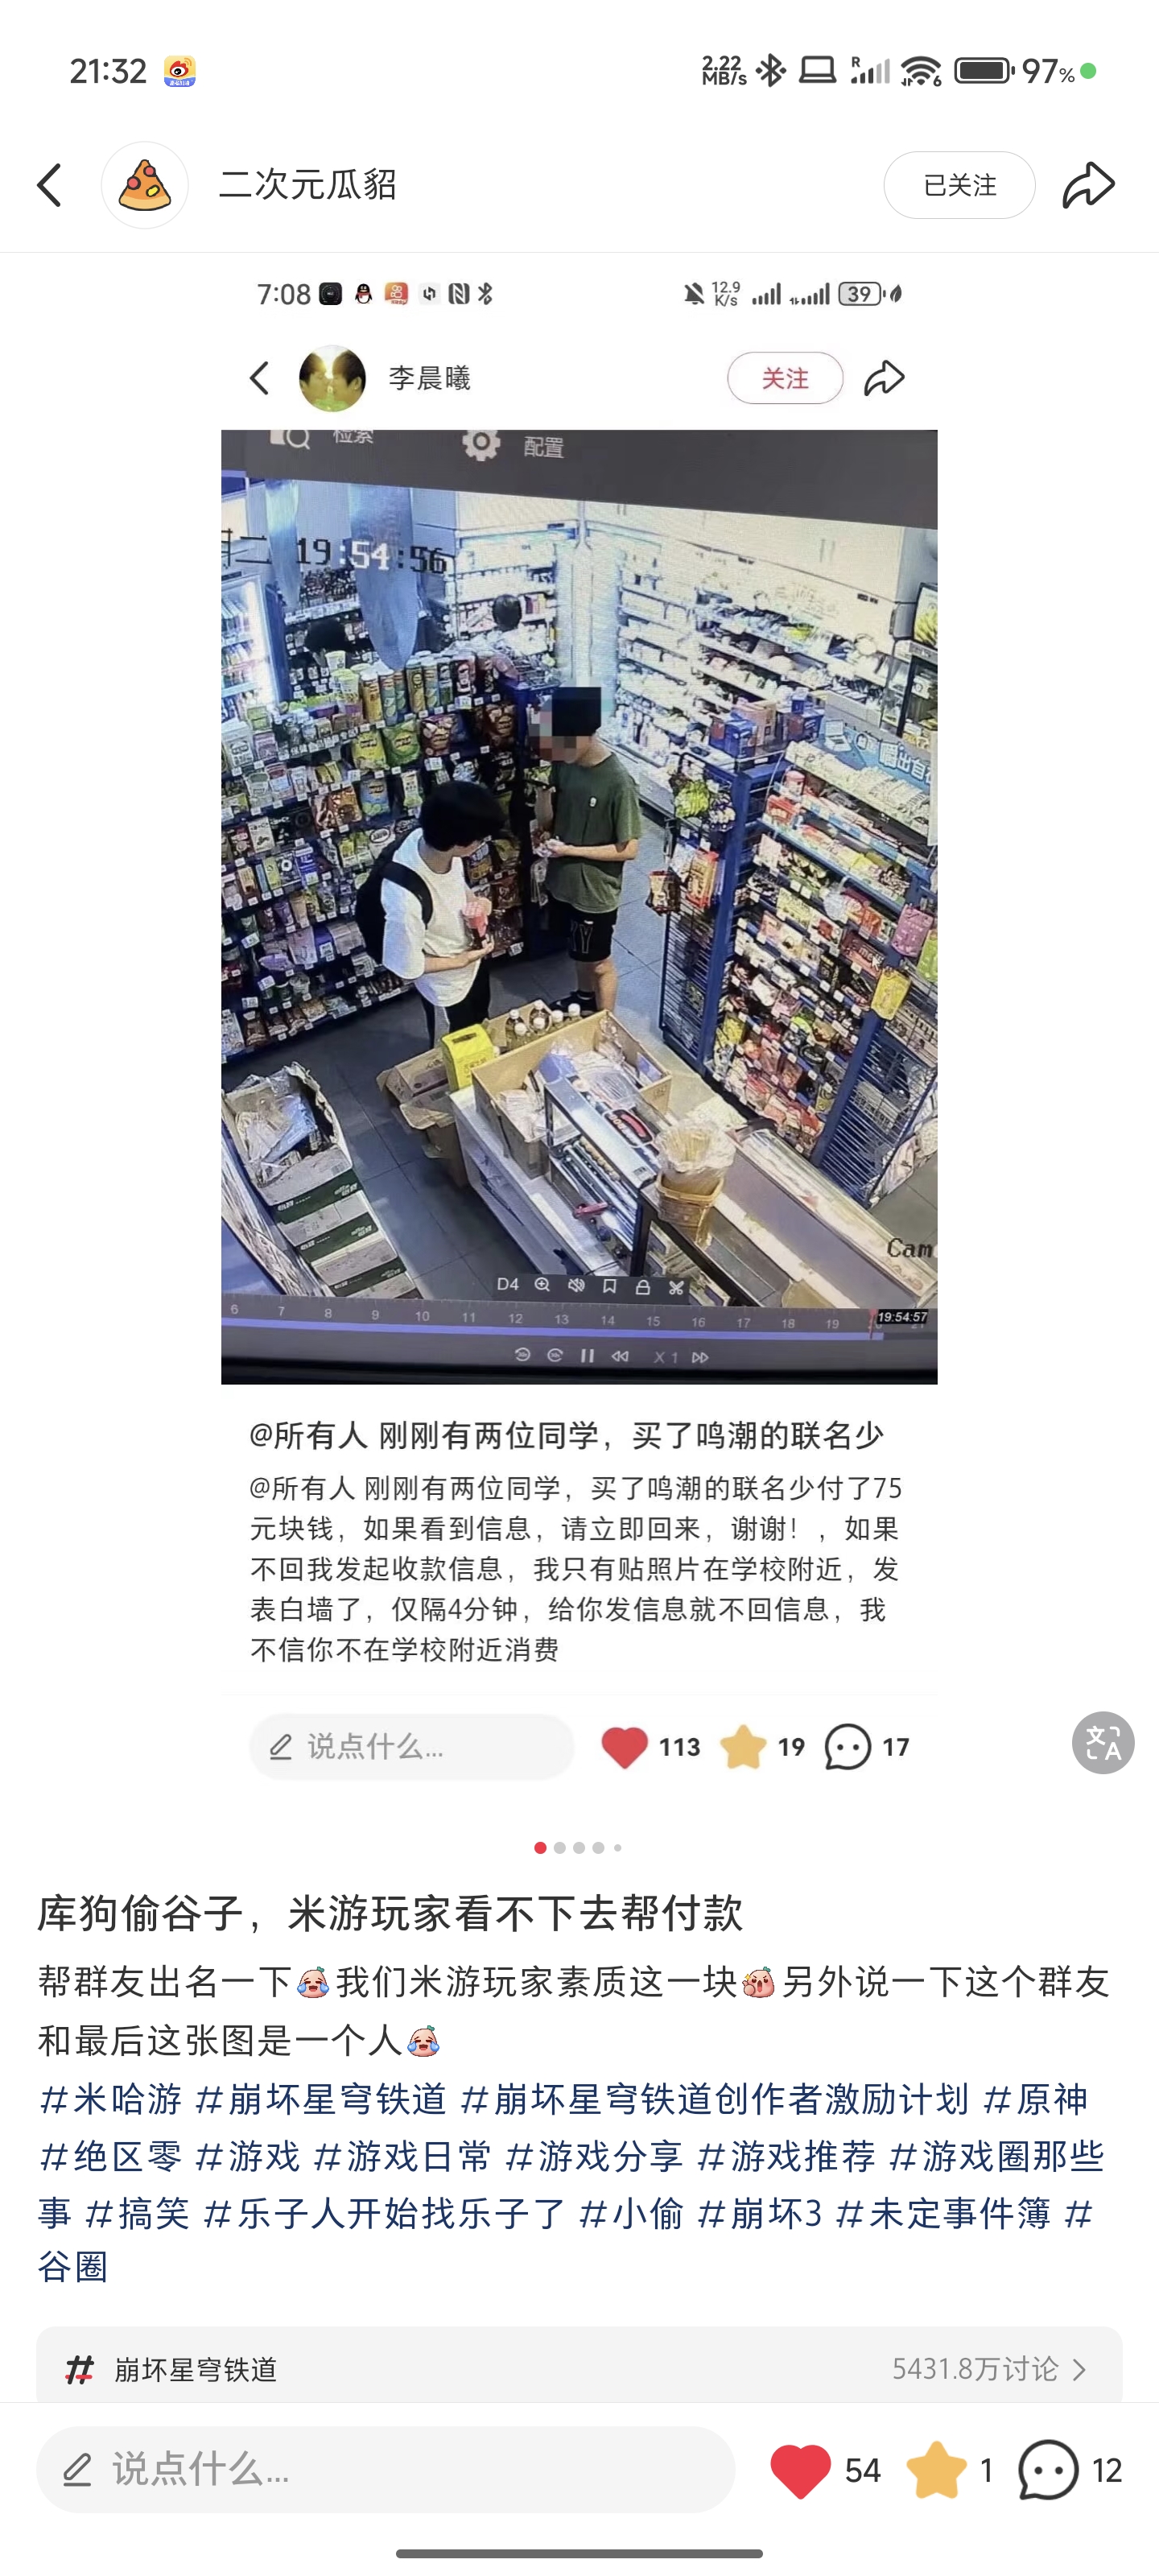 21:32
2.22
MB/s
R
6
97%
二次元瓜貂
已关注
7:08
12.9
K/s
39
李晨曦
关注
检索
配置
19:54:56
Cam
D4
6 7 8 9 10 11 12 13 14 15 16 17 18 19
19:54:57
X 1
@所有人 刚刚有两位同学，买了鸣潮的联名少
@所有人 刚刚有两位同学，买了鸣潮的联名少付了75
元块钱，如果看到信息，请立即回来，谢谢！，如果
不回我发起收款信息，我只有贴照片在学校附近，发
表白墙了，仅隔4分钟，给你发信息就不回信息，我
不信你不在学校附近消费
说点什么...
113
19
17
文A
库狗偷谷子，米游玩家看不下去帮付款
帮群友出名一下我们米游玩家素质这一块另外说一下这个群友
和最后这张图是一个人
#米哈游 #崩坏星穹铁道 #崩坏星穹铁道创作者激励计划 #原神
#绝区零 #游戏 #游戏日常 #游戏分享 #游戏推荐 #游戏圈那些
事 #搞笑 #乐子人开始找乐子了 #小偷 #崩坏3 #未定事件簿 #
谷圈
崩坏星穹铁道
5431.8万讨论
说点什么...
54
1
12